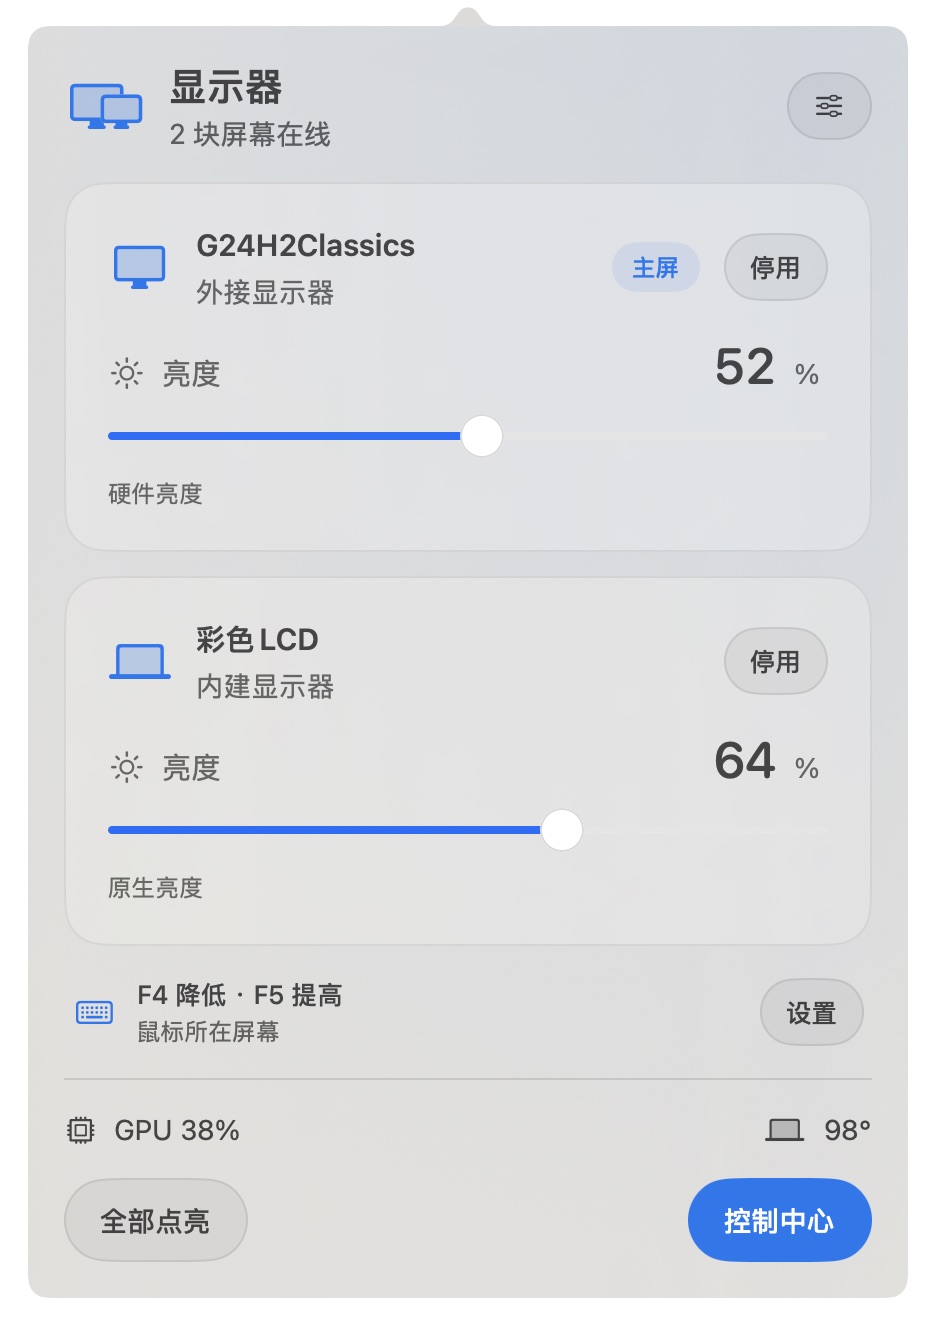 显示器
2 块屏幕在线
G24H2Classics
外接显示器
主屏
停用
亮度
52 %
硬件亮度
彩色 LCD
内建显示器
停用
亮度
64 %
原生亮度
F4 降低 · F5 提高
鼠标所在屏幕
设置
GPU 38%
98°
全部点亮
控制中心